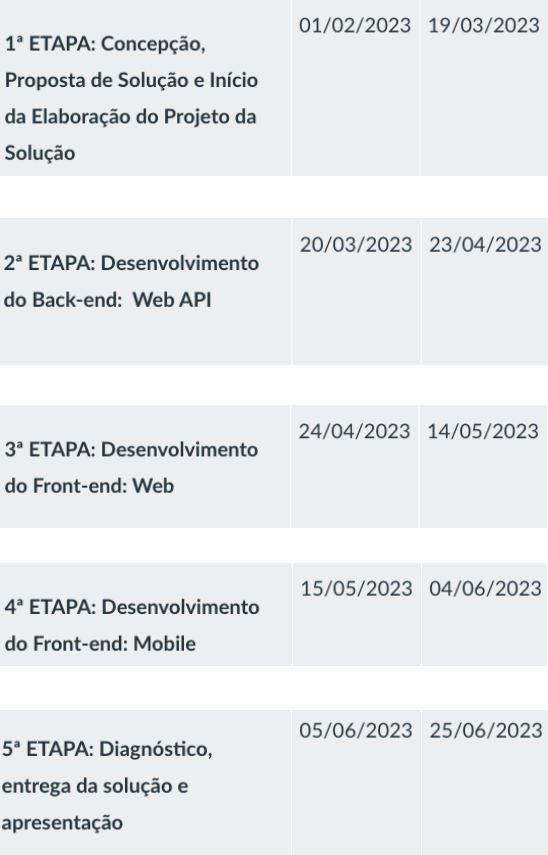 01/02/2023 19/03/2023
1ª ETAPA: Concepção,
Proposta de Solução e Início
da Elaboração do Projeto da
Solução
20/03/2023 23/04/2023
2ª ETAPA: Desenvolvimento
do Back-end: Web API
24/04/2023 14/05/2023
3ª ETAPA: Desenvolvimento
do Front-end: Web
15/05/2023 04/06/2023
4ª ETAPA: Desenvolvimento
do Front-end: Mobile
05/06/2023 25/06/2023
5ª ETAPA: Diagnóstico,
entrega da solução e
apresentação